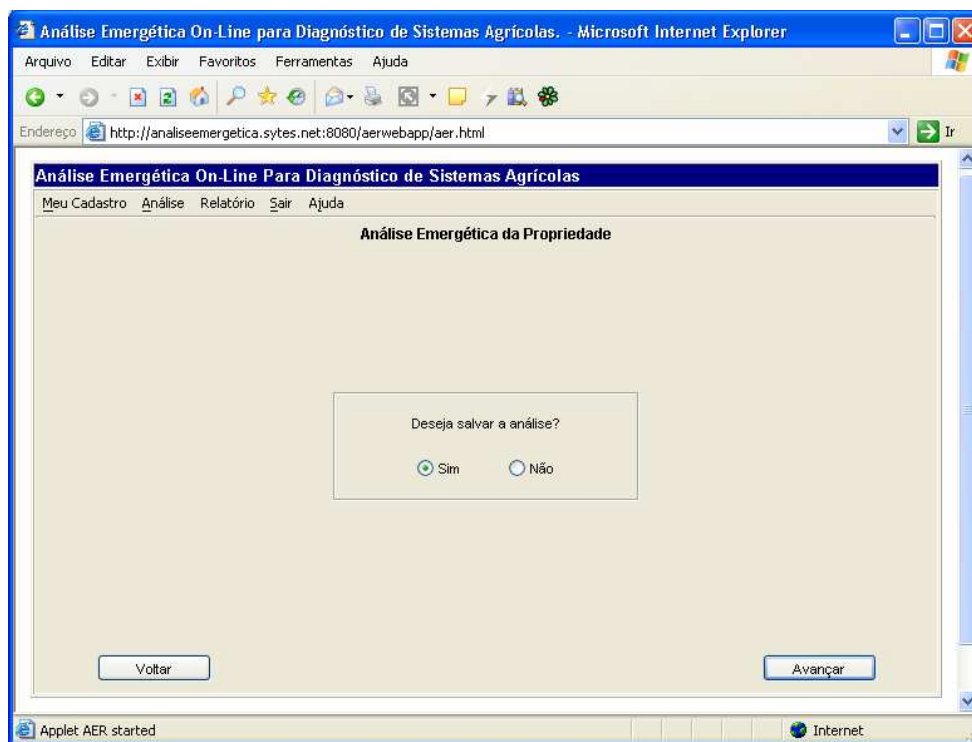 Análise Emergética On-Line para Diagnóstico de Sistemas Agrícolas. - Microsoft Internet Explorer
Arquivo Editar Exibir Favoritos Ferramentas Ajuda
Endereço http://analiseemergetica.sytes.net:8080/aerwebapp/aer.html Ir
Análise Emergética On-Line Para Diagnóstico de Sistemas Agrícolas
Meu Cadastro Análise Relatório Sair Ajuda
Análise Emergética da Propriedade
Deseja salvar a análise?
Sim Não
Voltar Avançar
Applet AER started Internet